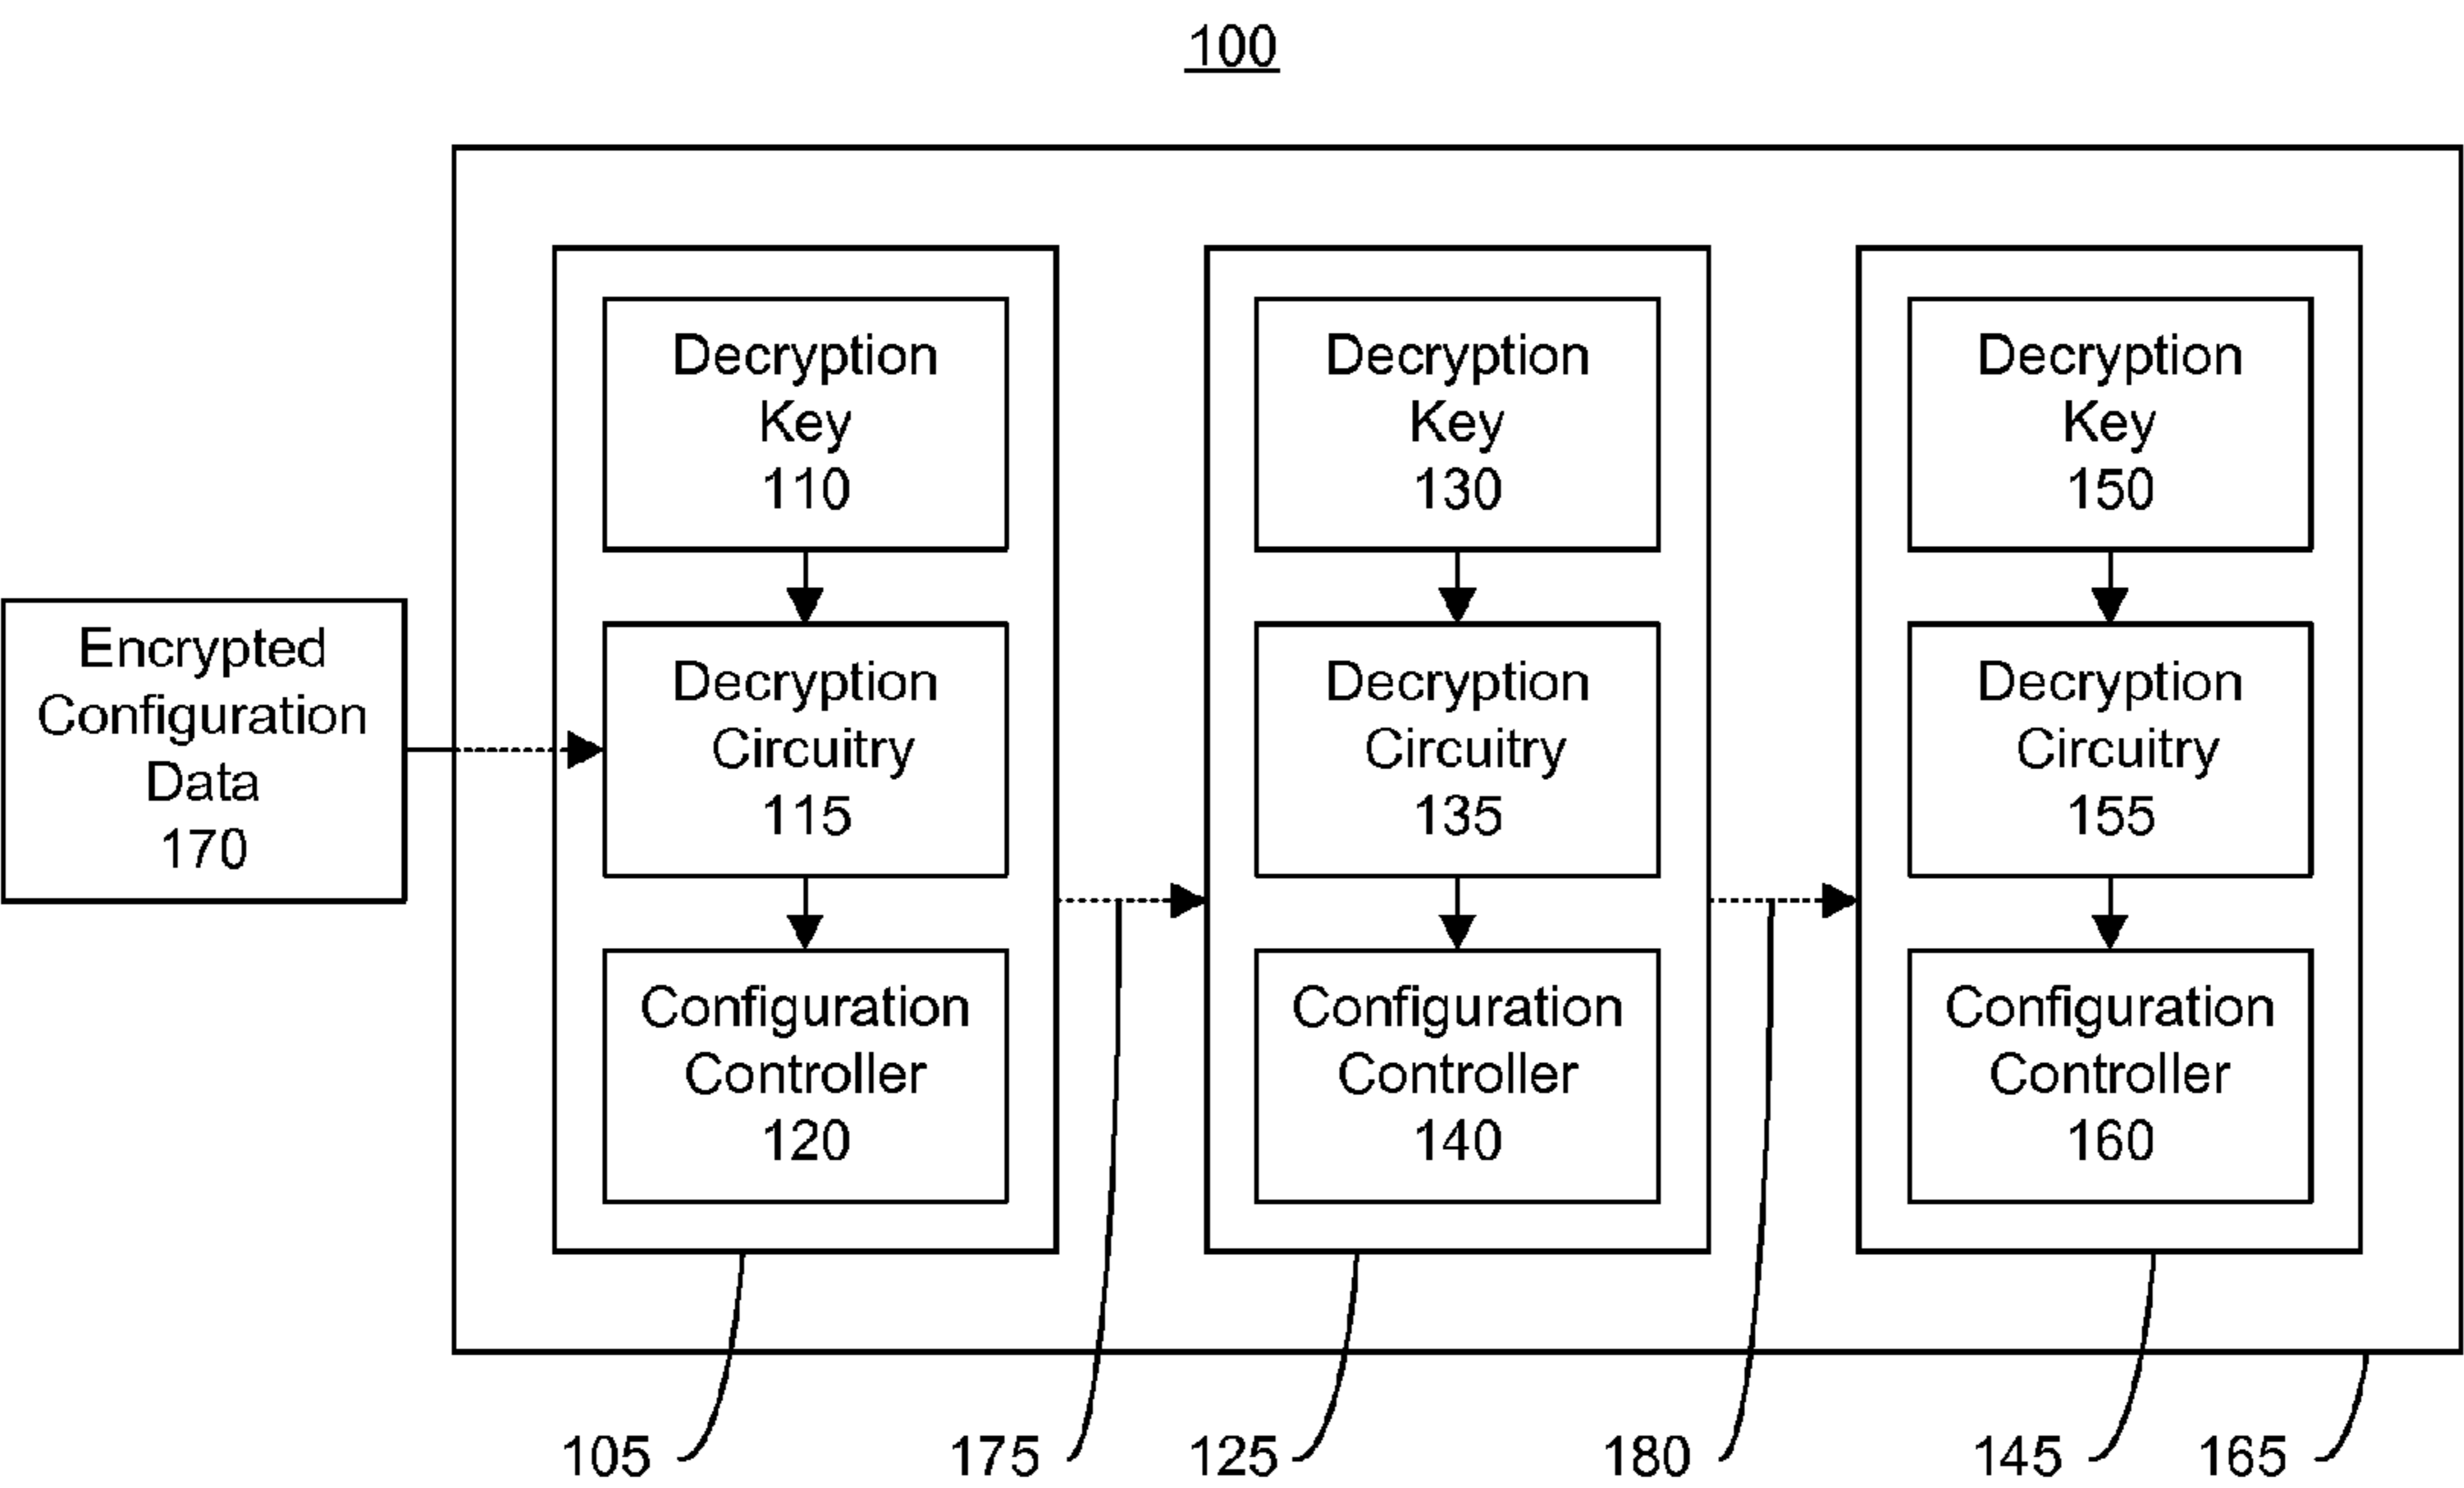 100
Decryption
Key
110
Decryption
Key
130
Decryption
Key
150
Encrypted
Configuration
Data
170
Decryption
Circuitry
115
Decryption
Circuitry
135
Decryption
Circuitry
155
Configuration
Controller
120
Configuration
Controller
140
Configuration
Controller
160
105
175
125
180
145
165